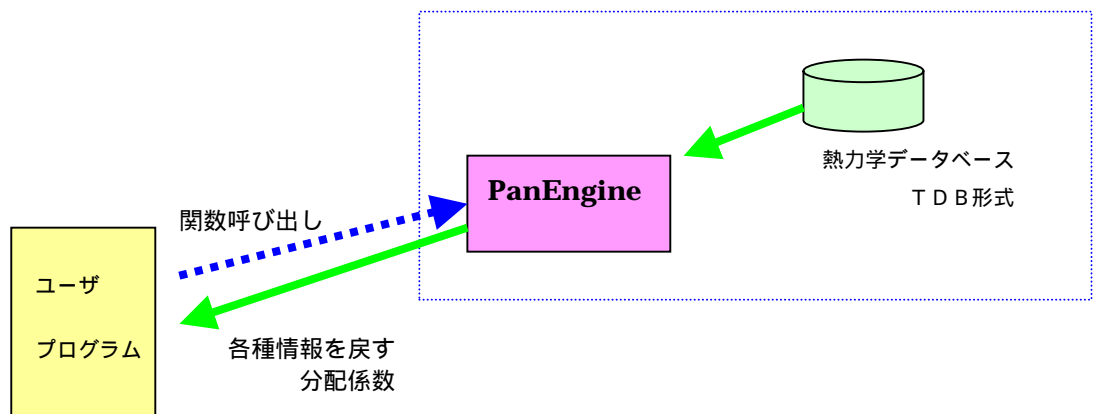 熱力学データベース
ＴＤＢ形式
PanEngine
関数呼び出し
ユーザ
プログラム
各種情報を戻す
分配係数